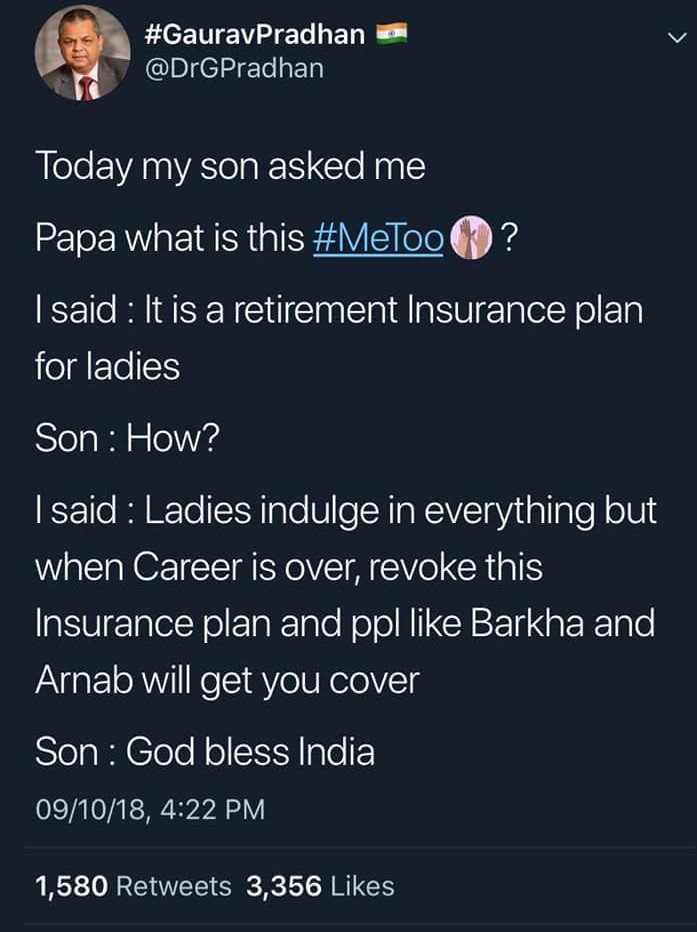 #GauravPradhan 🇮🇳
@DrGPradhan
Today my son asked me
Papa what is this #MeToo ?
I said : It is a retirement Insurance plan
for ladies
Son : How?
I said : Ladies indulge in everything but
when Career is over, revoke this
Insurance plan and ppl like Barkha and
Arnab will get you cover
Son : God bless India
09/10/18, 4:22 PM
1,580 Retweets 3,356 Likes